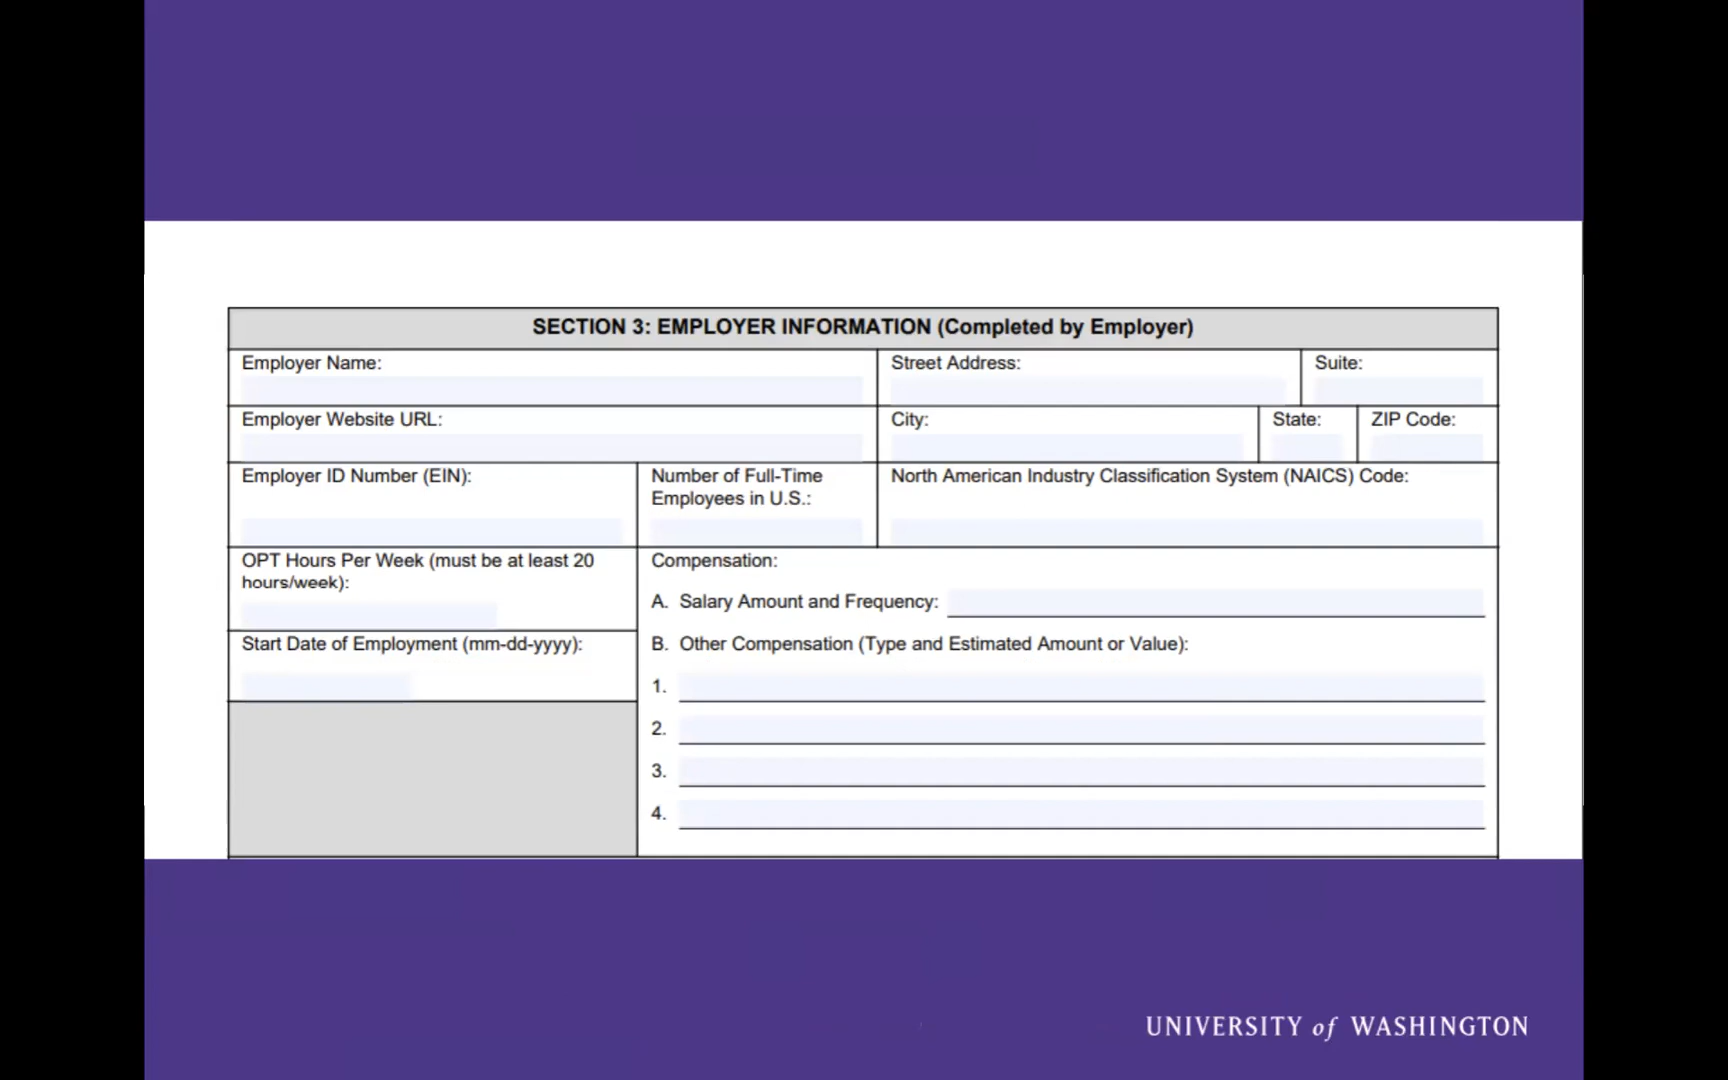 SECTION 3: EMPLOYER INFORMATION (Completed by Employer)
Employer Name:
Street Address:
Suite:
Employer Website URL:
City:
State:
ZIP Code:
Employer ID Number (EIN):
Number of Full-Time
Employees in U.S.:
North American Industry Classification System (NAICS) Code:
OPT Hours Per Week (must be at least 20
hours/week):
Start Date of Employment (mm-dd-yyyy):
Compensation:
A. Salary Amount and Frequency:
B. Other Compensation (Type and Estimated Amount or Value):
1.
2.
3.
4.
UNIVERSITY of WASHINGTON